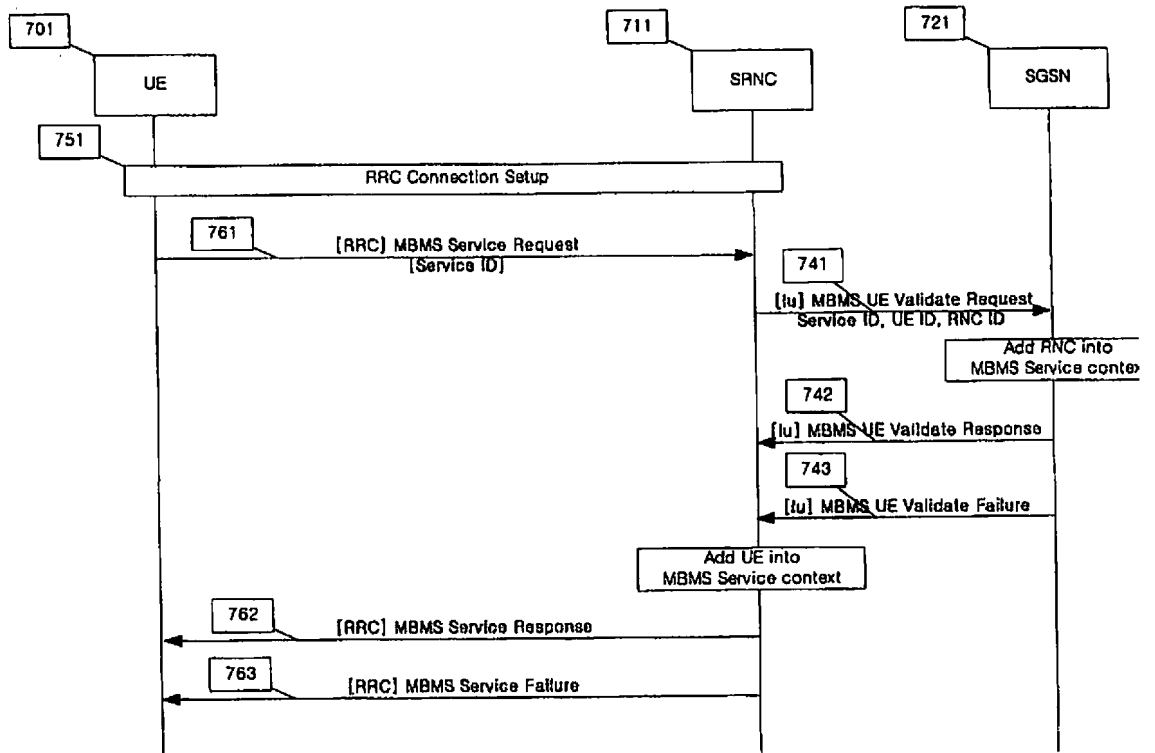 701
711
721
UE
SRNC
SGSN
751
RRC Connection Setup
761
[RRC] MBMS Service Request
[Service ID]
741
[Iu] MBMS UE Validate Request
Service ID, UE ID, RNC ID
Add RNC into
MBMS Service contex
742
[Iu] MBMS UE Validate Response
743
[Iu] MBMS UE Validate Failure
Add UE into
MBMS Service context
762
[RRC] MBMS Service Response
763
[RRC] MBMS Service Failure